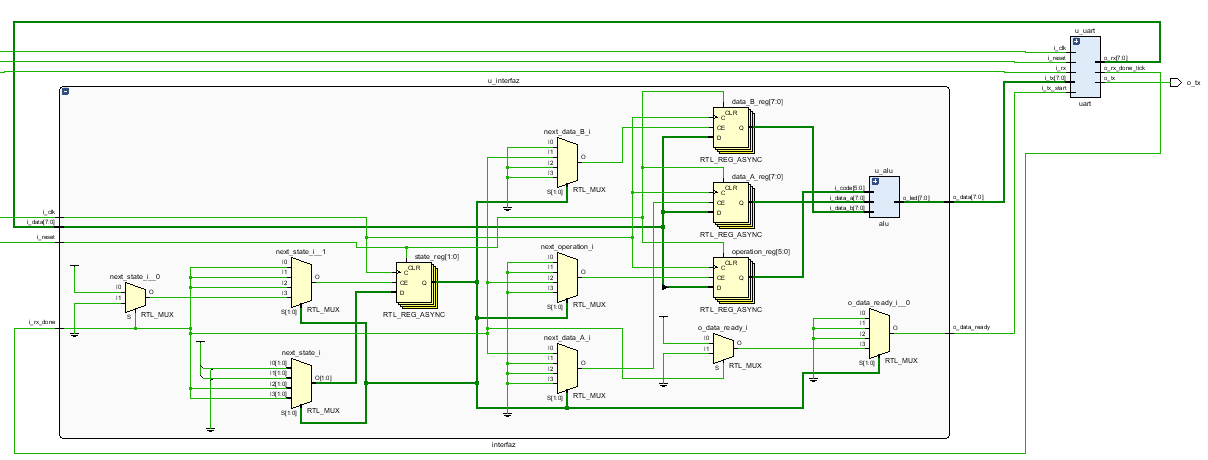 u_uart
i_clk
i_reset
i_rx
i_tx[7:0]
i_tx_start
o_rx[7:0]
o_rx_done_tick
o_tx
uart
o_tx
u_interfaz
i_clk
i_data[7:0]
i_reset
i_rx_done
next_state_i__0
I0
I1
S
O
RTL_MUX
next_state_i__1
I0
I1
I2
I3
S[1:0]
O
RTL_MUX
next_state_i
I0[1:0]
I1[1:0]
I2[1:0]
I3[1:0]
S[1:0]
O[1:0]
RTL_MUX
state_reg[1:0]
CLR
C
CE
D
Q
RTL_REG_ASYNC
next_data_B_i
I0
I1
I2
I3
S[1:0]
O
RTL_MUX
next_operation_i
I0
I1
I2
I3
S[1:0]
O
RTL_MUX
next_data_A_i
I0
I1
I2
I3
S[1:0]
O
RTL_MUX
data_B_reg[7:0]
CLR
C
CE
D
Q
RTL_REG_ASYNC
data_A_reg[7:0]
CLR
C
CE
D
Q
RTL_REG_ASYNC
operation_reg[5:0]
CLR
C
CE
D
Q
RTL_REG_ASYNC
o_data_ready_i
I0
I1
S
O
RTL_MUX
u_alu
i_code[5:0]
i_data_a[7:0]
i_data_b[7:0]
o_led[7:0]
alu
o_data_ready_i__0
I0
I1
I2
I3
S[1:0]
O
RTL_MUX
o_data[7:0]
o_data_ready
interfaz